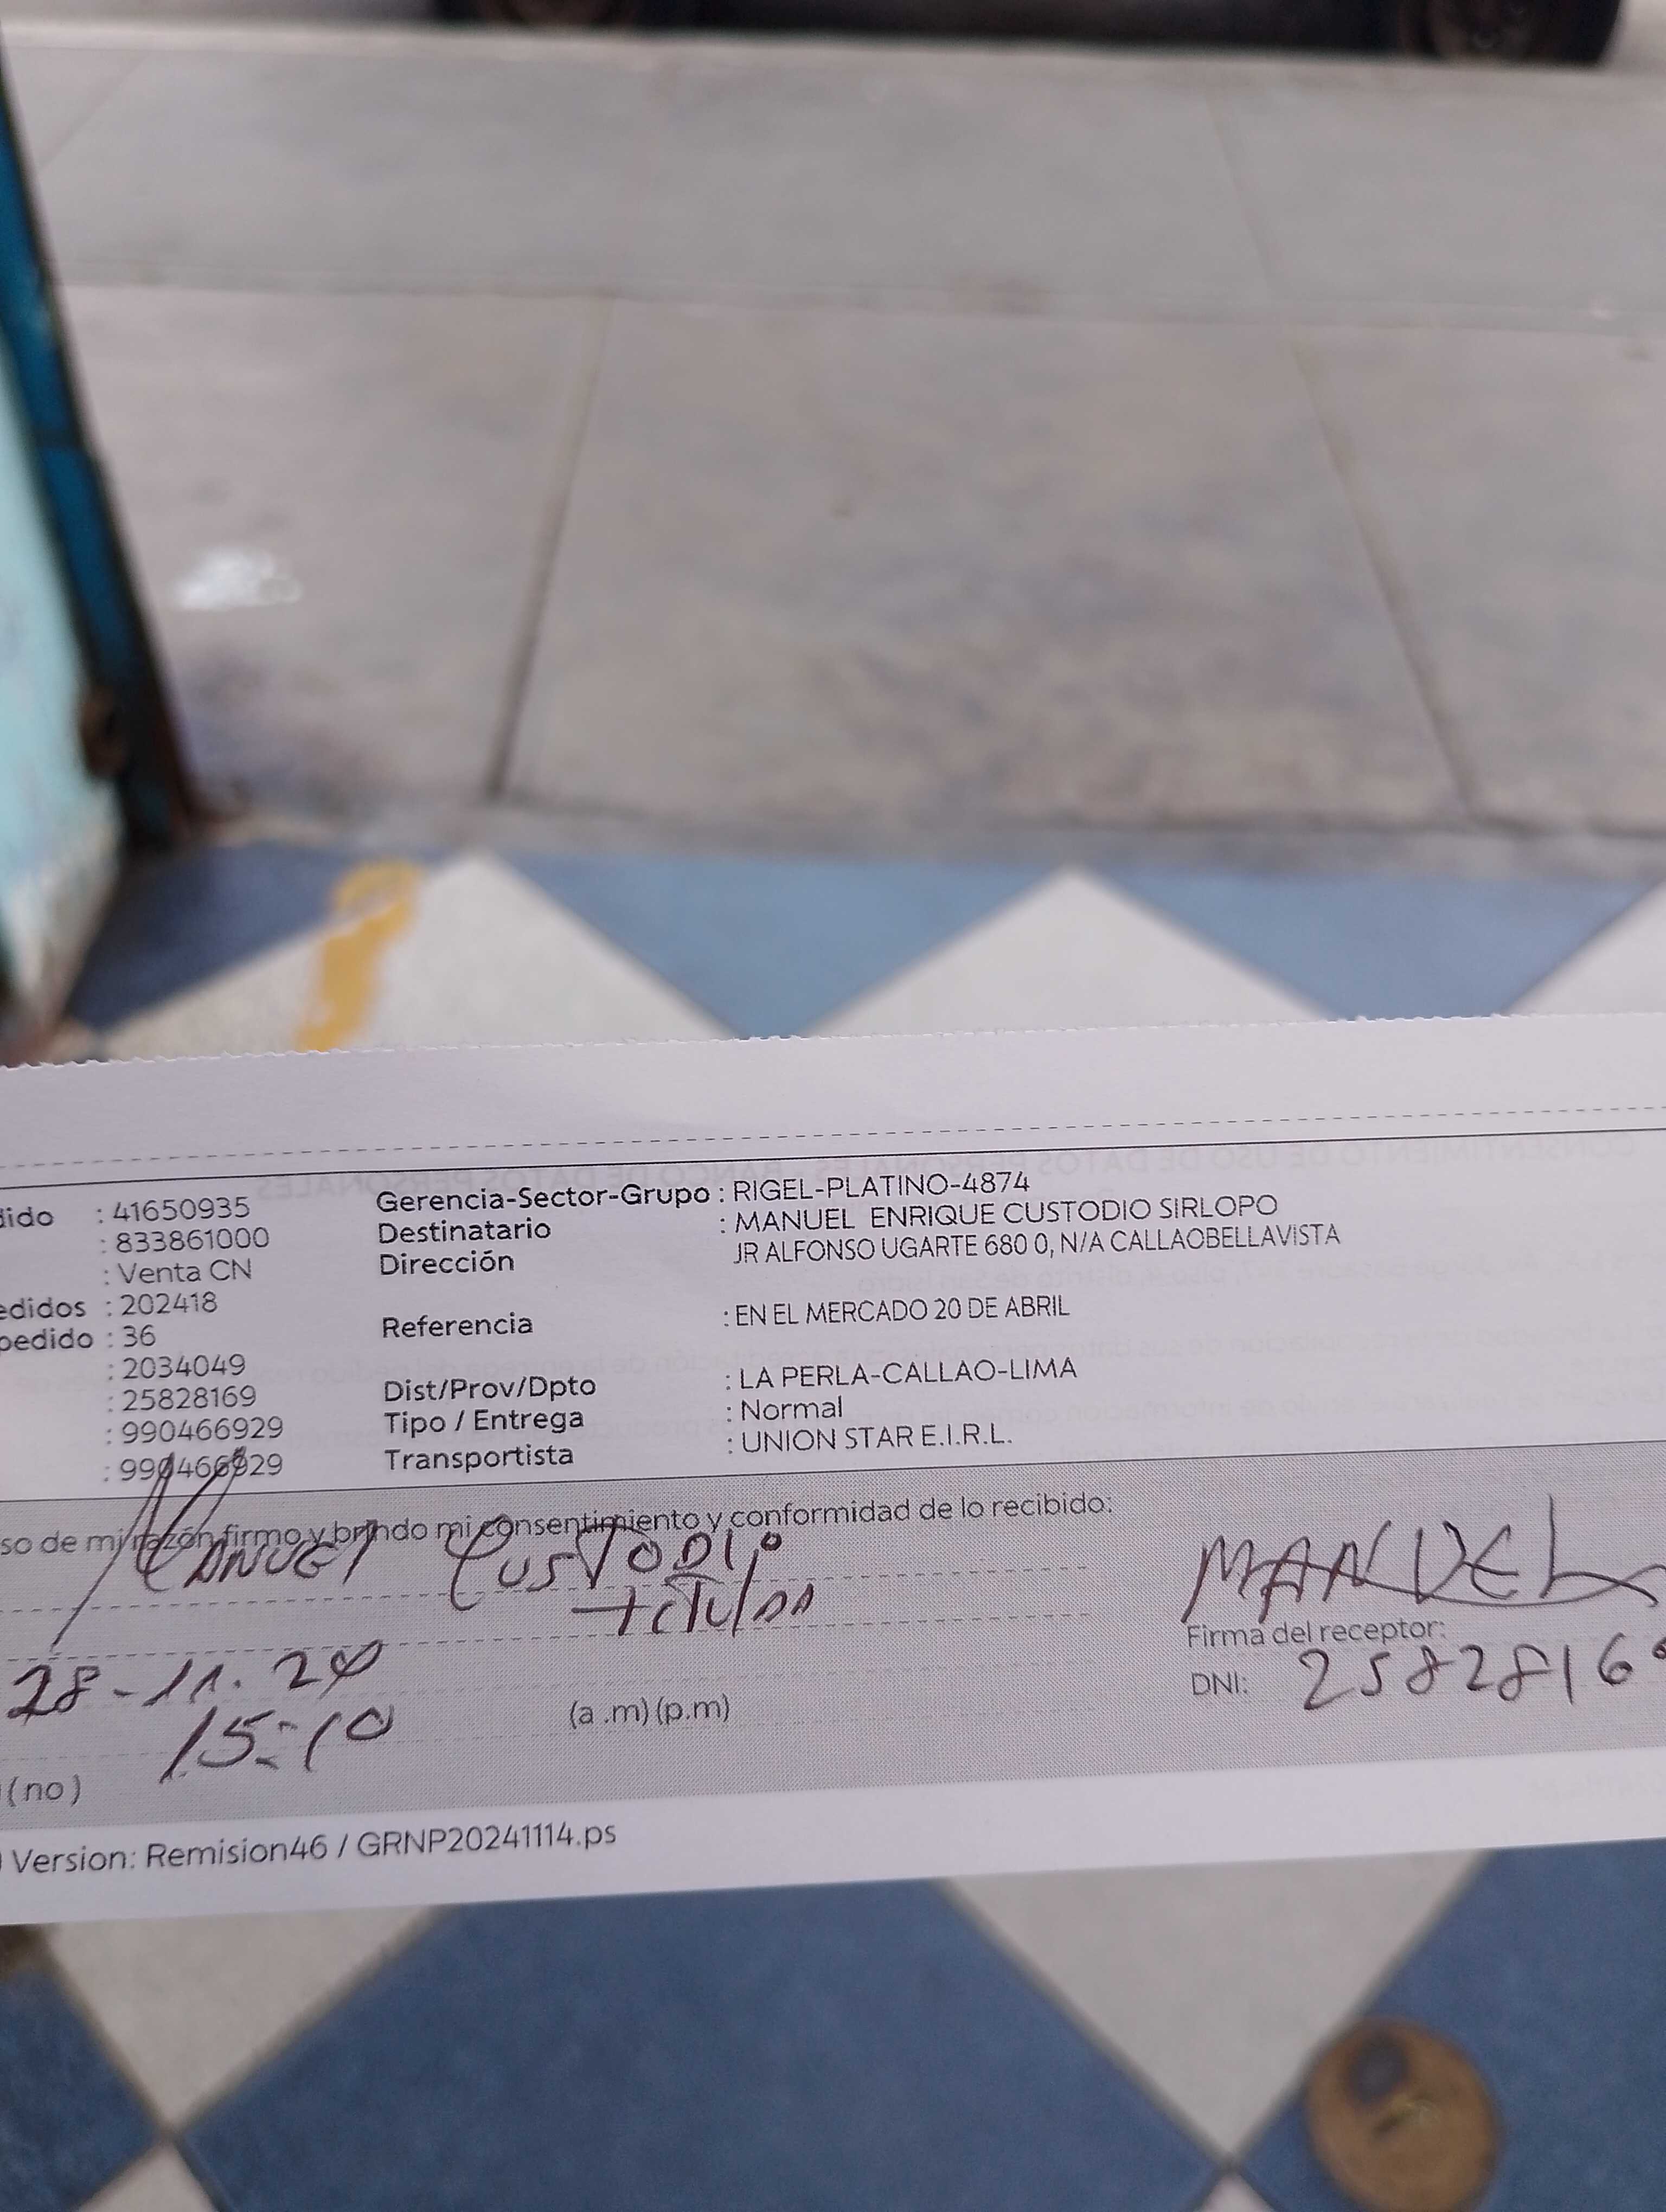 dido : 41650935 Gerencia-Sector-Grupo : RIGEL-PLATINO-4874
: 833861000 Destinatario : MANUEL ENRIQUE CUSTODIO SIRLOPO
: Venta CN Dirección JR ALFONSO UGARTE 680 0, N/A CALLAOBELLAVISTA
edidos : 202418
pedido : 36 Referencia : EN EL MERCADO 20 DE ABRIL
: 2034049
: 25828169 Dist/Prov/Dpto : LA PERLA-CALLAO-LIMA
: 990466929 Tipo / Entrega : Normal
: 990466929 Transportista : UNION STAR E.I.R.L.
so de mi razón firmo y brindo mi consentimiento y conformidad de lo recibido:
Manuel Custodio
MANUEL
Firma del receptor:
28-11.24
DNI: 2582816
15:10 (a .m) (p.m)
(no)
Version: Remision46 / GRNP20241114.ps